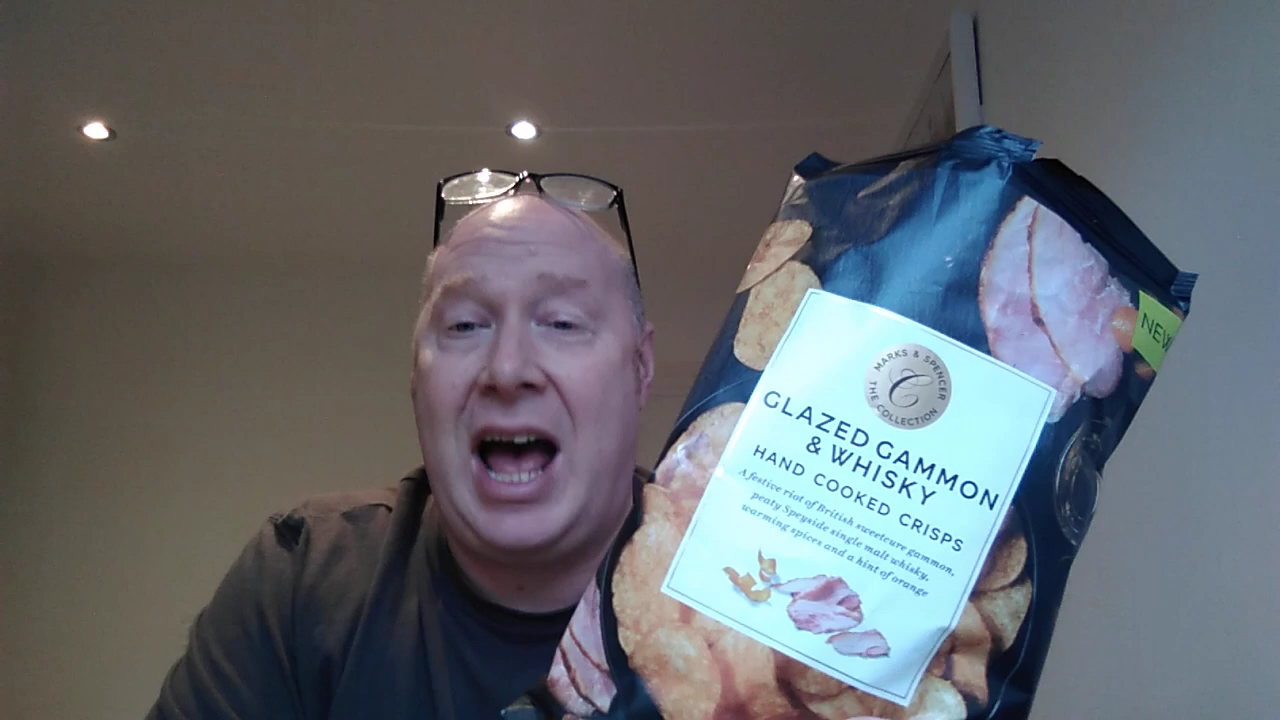 MARKS & SPENCER
THE COLLECTION
GLAZED GAMMON
& WHISKY
HAND COOKED CRISPS
A festive riot of British sweetcure gammon,
peaty Speyside single malt whisky,
warming spices and a hint of orange
NEW